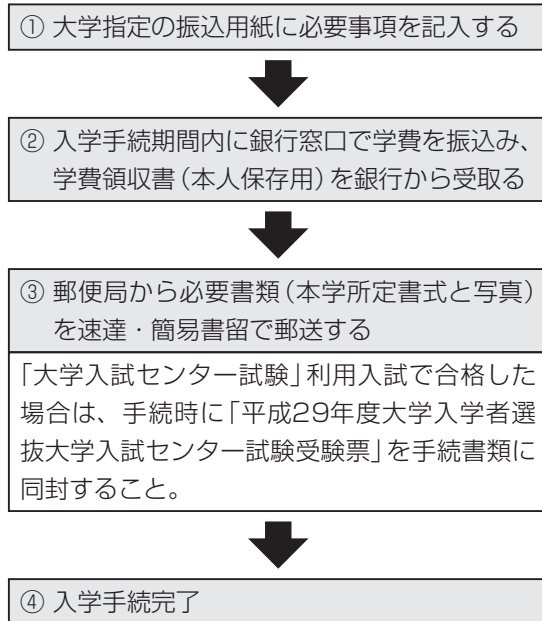 ① 大学指定の振込用紙に必要事項を記入する
② 入学手続期間内に銀行窓口で学費を振込み、
学費領収書(本人保存用)を銀行から受取る
③ 郵便局から必要書類(本学所定書式と写真)
を速達・簡易書留で郵送する
「大学入試センター試験」利用入試で合格した
場合は、手続時に「平成29年度大学入学者選
抜大学入試センター試験受験票」を手続書類に
同封すること。
④ 入学手続完了